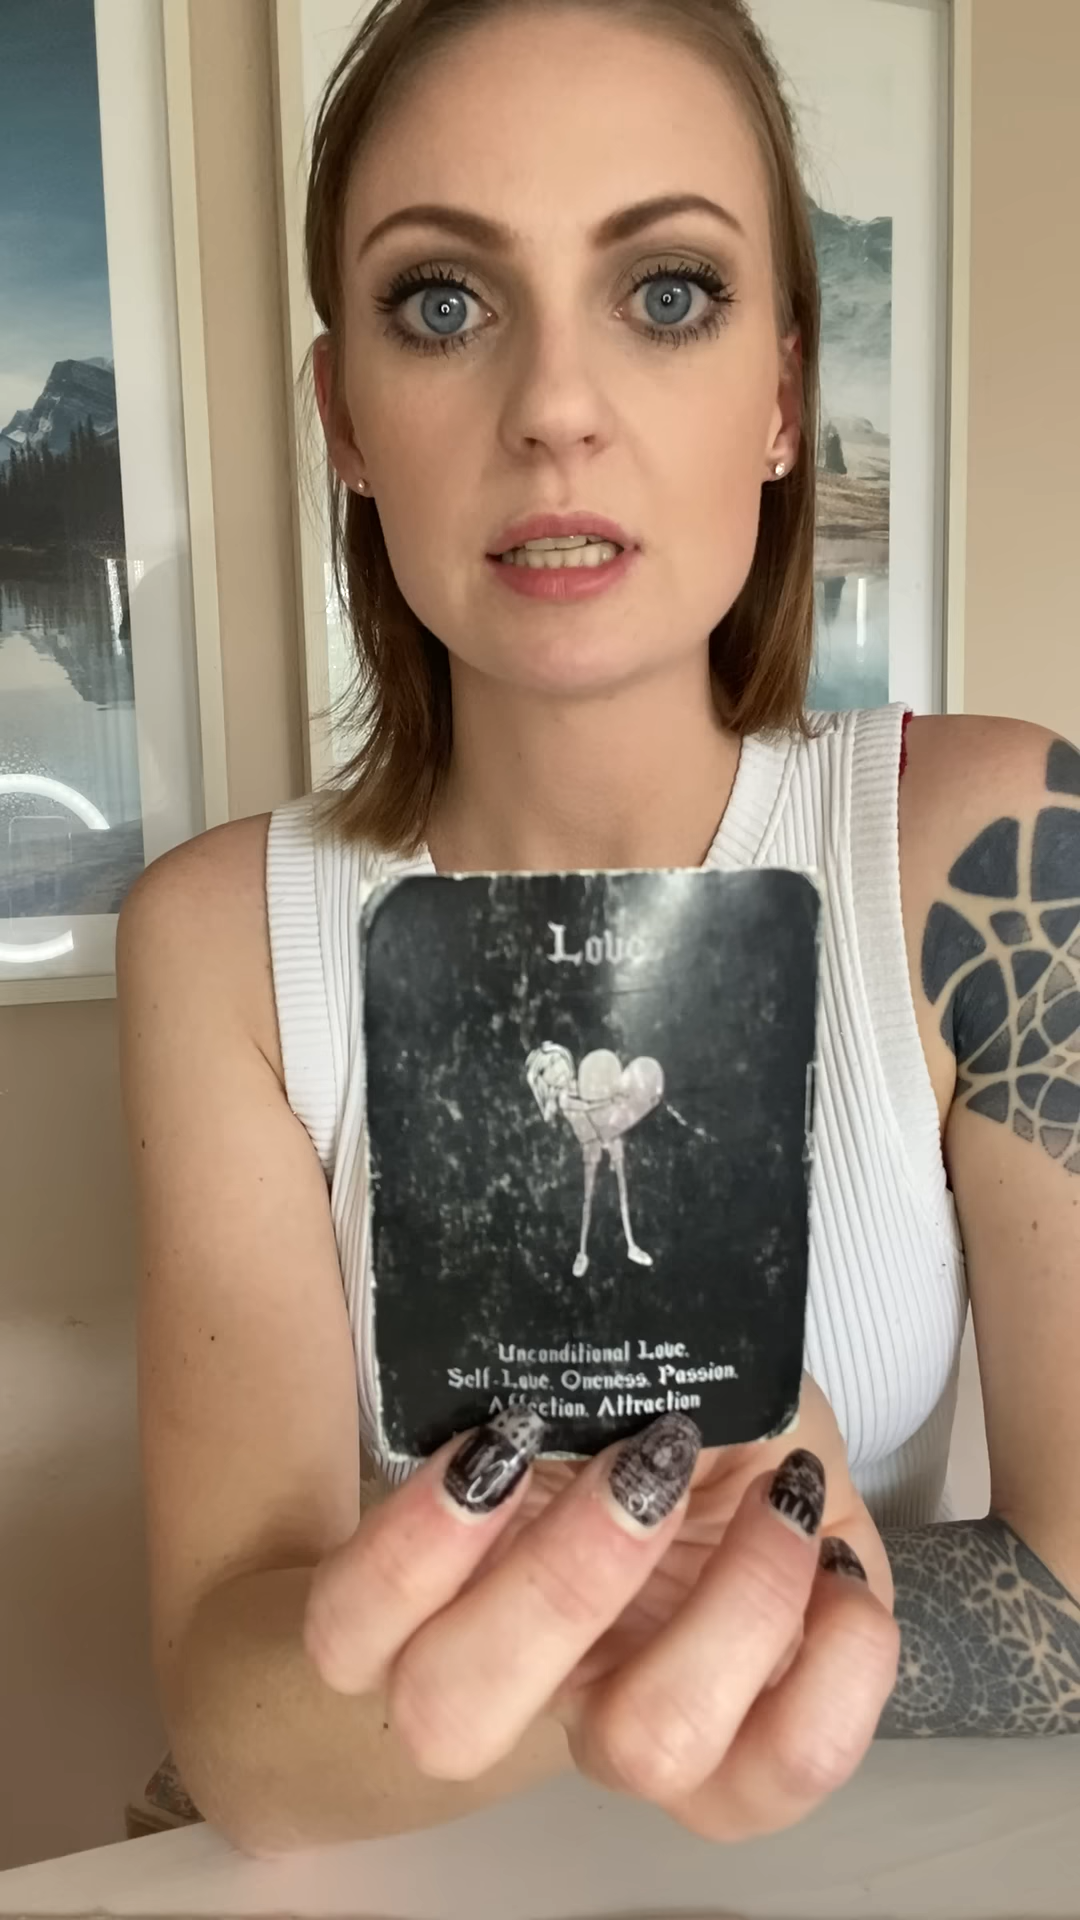 Love
Unconditional Love.
Self-Love. Oneness. Passion.
Affection. Attraction